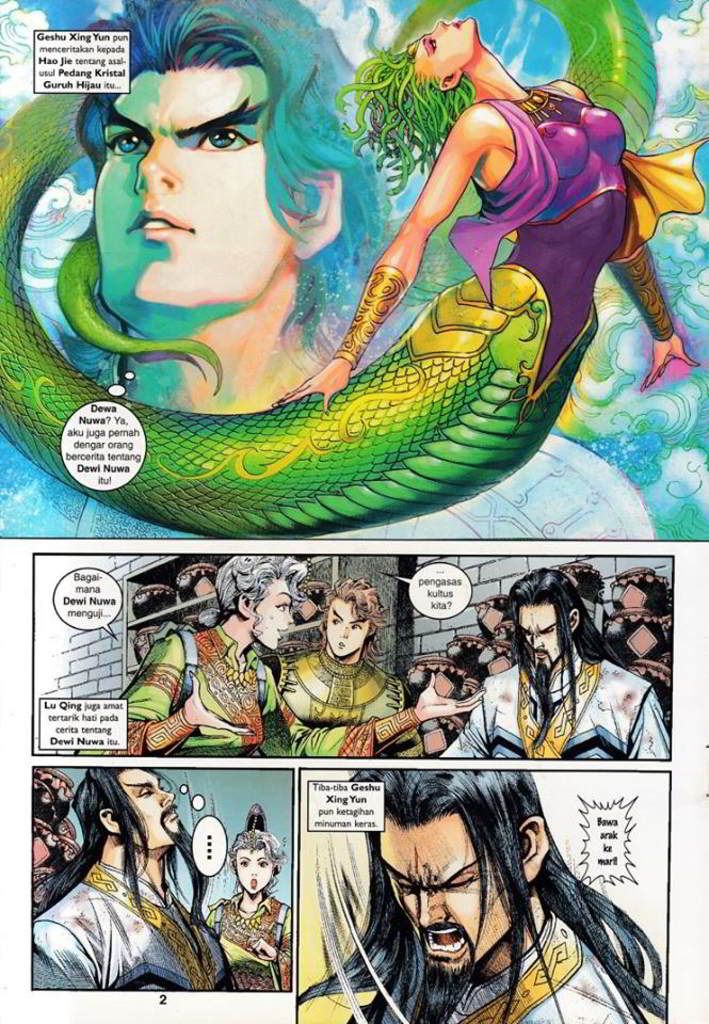 Geshu Xing Yun pun
menceritakan kepada
Hao Jie tentang asal-
usul Pedang Kristal
Guruh Hijau itu...
Dewa
Nuwa? Ya,
aku juga pernah
dengar orang
bercerita tentang
Dewi Nuwa
itu!
Bagai-
mana
Dewi Nuwa
menguji...
...
pengasas
kultus
kita?
Lu Qing juga amat
tertarik hati pada
cerita tentang
Dewi Nuwa itu.
....
Tiba-tiba Geshu
Xing Yun
pun ketagihan
minuman keras.
Bawa
arak
ke
mari!
2